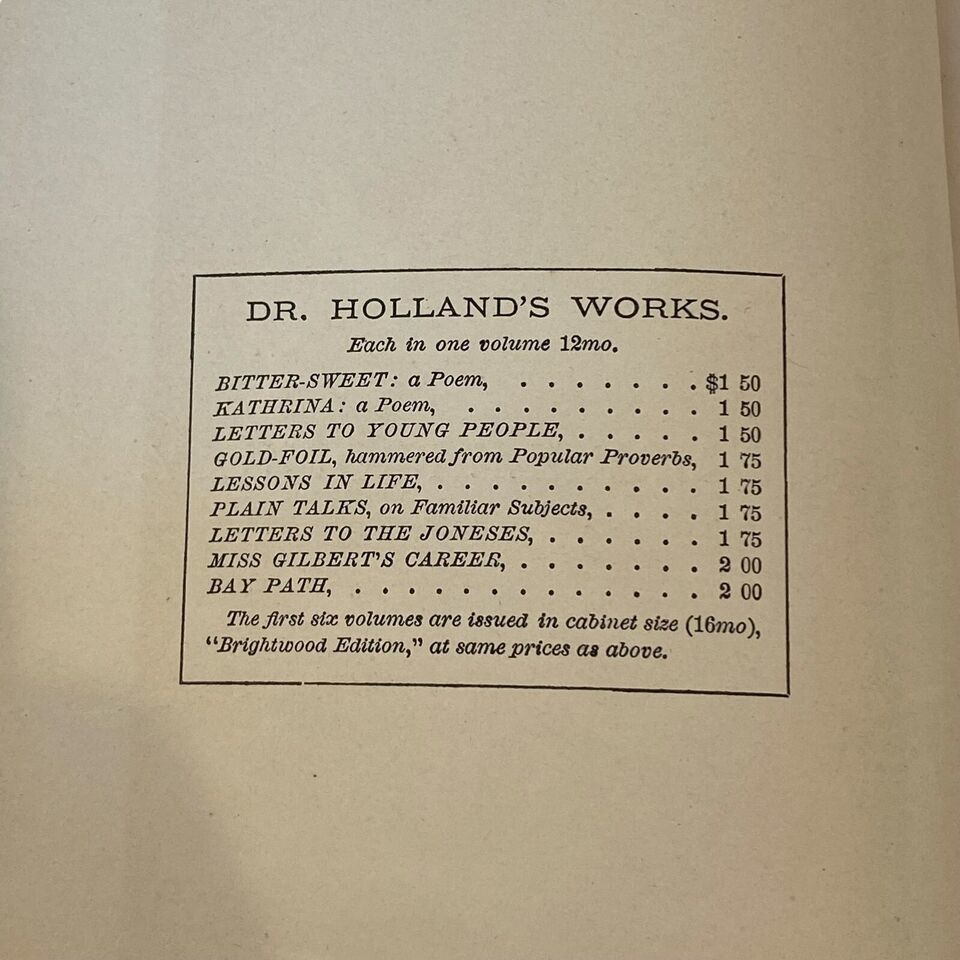 DR. HOLLAND'S WORKS.
Each in one volume 12mo.
BITTER-SWEET: a Poem, . . . . . . . $1 50
KATHRINA: a Poem, . . . . . . . . . 1 50
LETTERS TO YOUNG PEOPLE, . . . . . 1 50
GOLD-FOIL, hammered from Popular Proverbs, 1 75
LESSONS IN LIFE, . . . . . . . . . . 1 75
PLAIN TALKS, on Familiar Subjects, . . . . 1 75
LETTERS TO THE JONESES, . . . . . . 1 75
MISS GILBERT'S CAREER, . . . . . . . 2 00
BAY PATH, . . . . . . . . . . . . . 2 00
The first six volumes are issued in cabinet size (16mo),
"Brightwood Edition," at same prices as above.